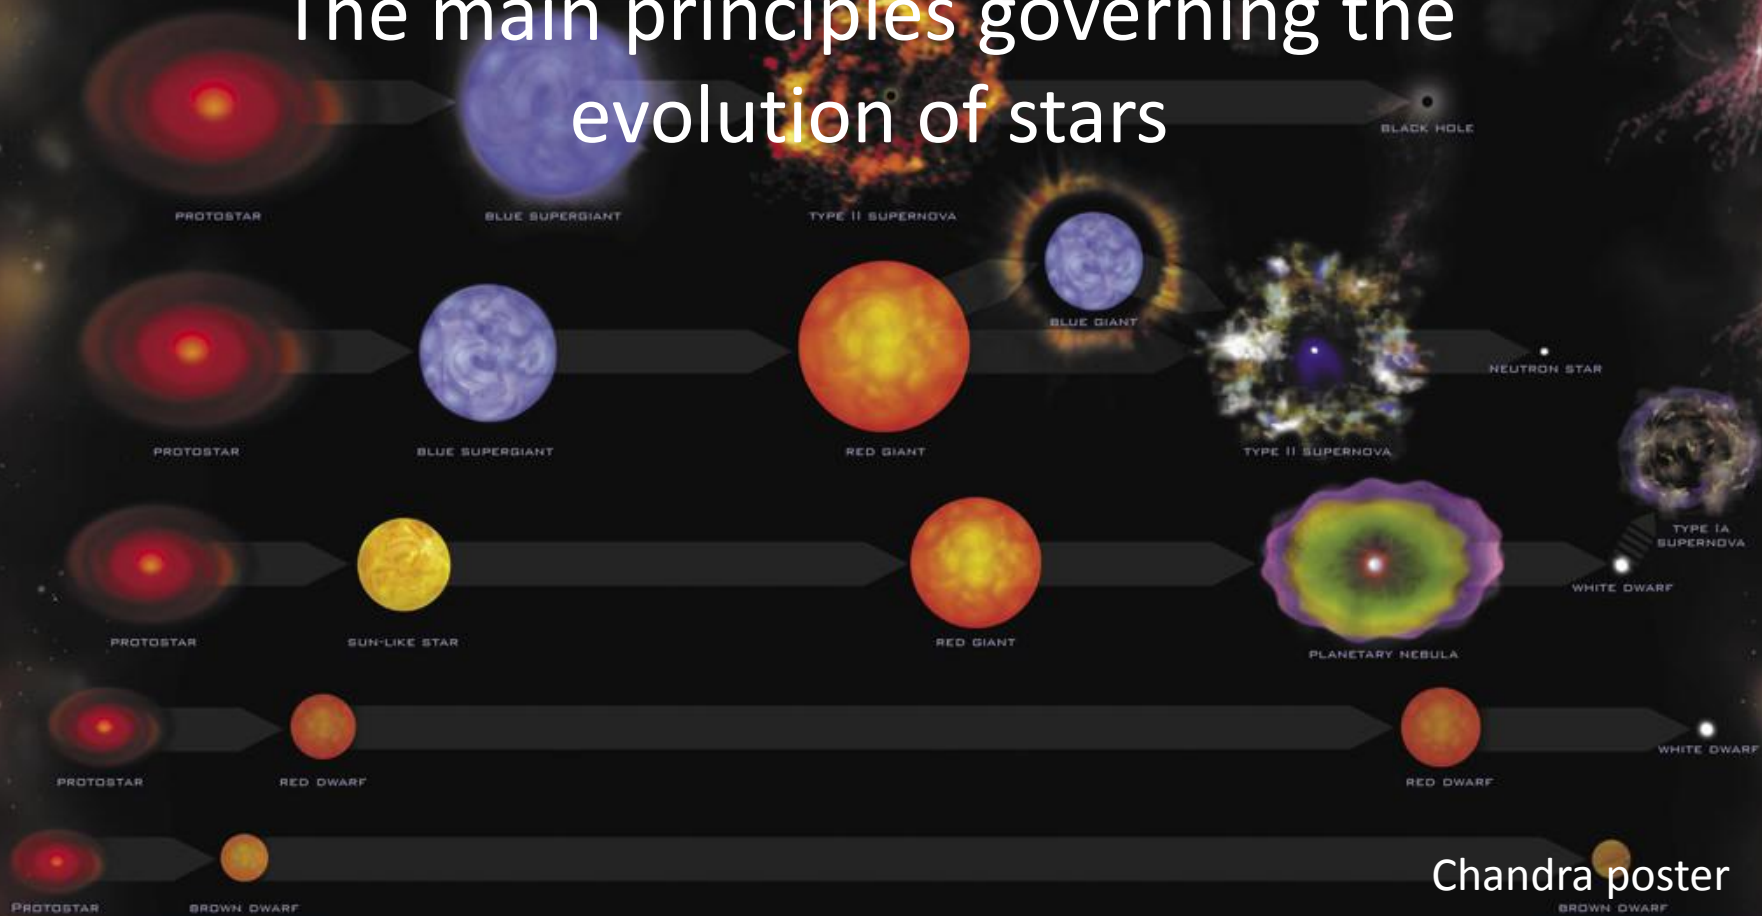 The main principles governing the
evolution of stars
BLACK HOLE
PROTOSTAR
BLUE SUPERGIANT
TYPE II SUPERNOVA
BLUE GIANT
NEUTRON STAR
PROTOSTAR
BLUE SUPERGIANT
RED GIANT
TYPE II SUPERNOVA
TYPE IA
SUPERNOVA
WHITE DWARF
PROTOSTAR
SUN-LIKE STAR
RED GIANT
PLANETARY NEBULA
WHITE DWARF
PROTOSTAR
RED DWARF
RED DWARF
Chandra poster
PROTOSTAR
BROWN DWARF
BROWN DWARF